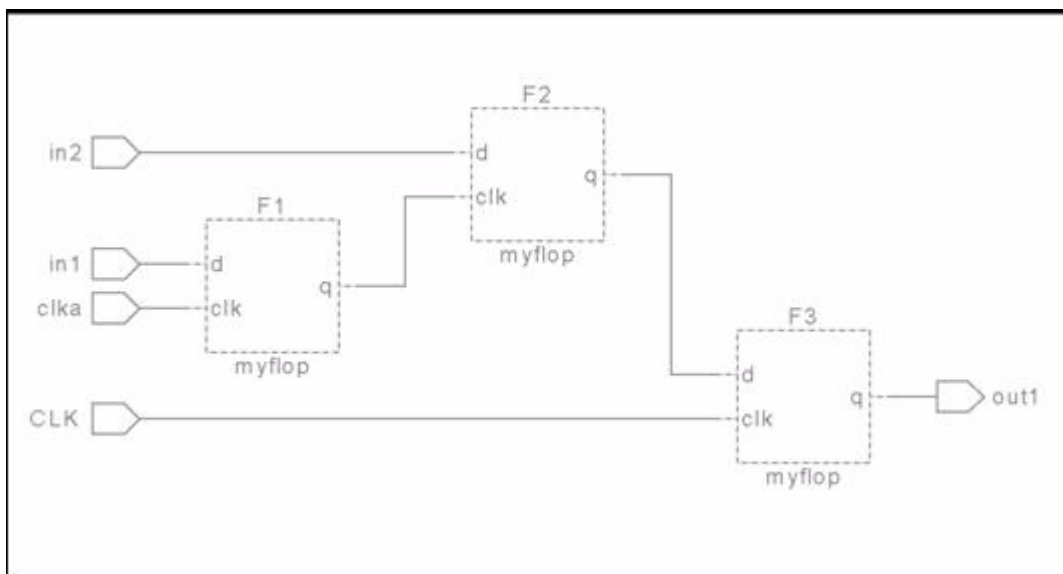 F2
in2
d
q
clk
F1
myflop
in1
d
q
clka
clk
F3
myflop
d
q
out1
CLK
clk
myflop